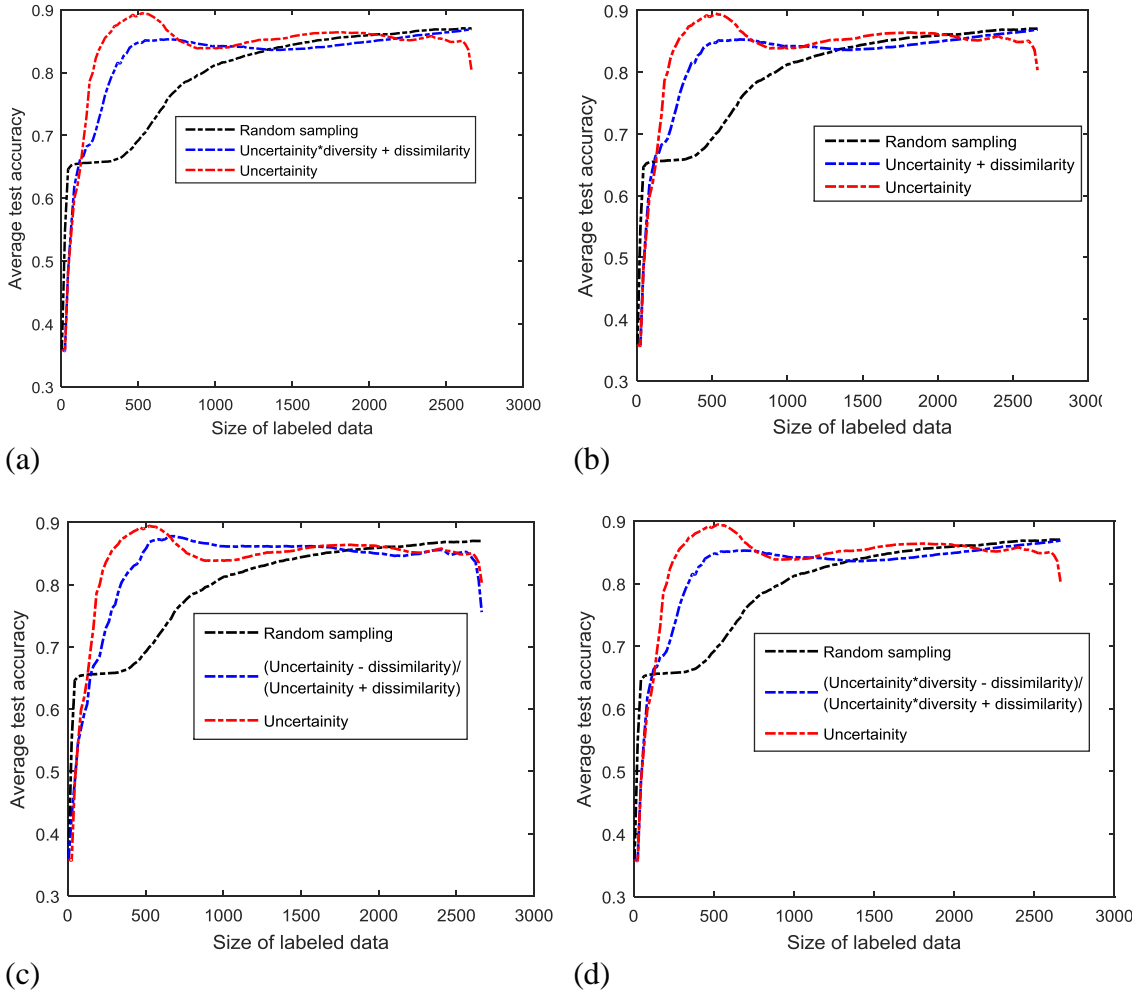 0.9
0.8
0.7
0.6
0.5
0.4
0.3
Average test accuracy
Random sampling
Uncertainity*diversity + dissimilarity
Uncertainity
0 500 1000 1500 2000 2500 3000
Size of labeled data
(a)
0.9
0.8
0.7
0.6
0.5
0.4
0.3
Average test accuracy
Random sampling
Uncertainity + dissimilarity
Uncertainity
0 500 1000 1500 2000 2500 3000
Size of labeled data
(b)
0.9
0.8
0.7
0.6
0.5
0.4
0.3
Average test accuracy
Random sampling
(Uncertainity - dissimilarity)/
(Uncertainity + dissimilarity)
Uncertainity
0 500 1000 1500 2000 2500 3000
Size of labeled data
(c)
0.9
0.8
0.7
0.6
0.5
0.4
0.3
Average test accuracy
Random sampling
(Uncertainity*diversity - dissimilarity)/
(Uncertainity*diversity + dissimilarity)
Uncertainity
0 500 1000 1500 2000 2500 3000
Size of labeled data
(d)